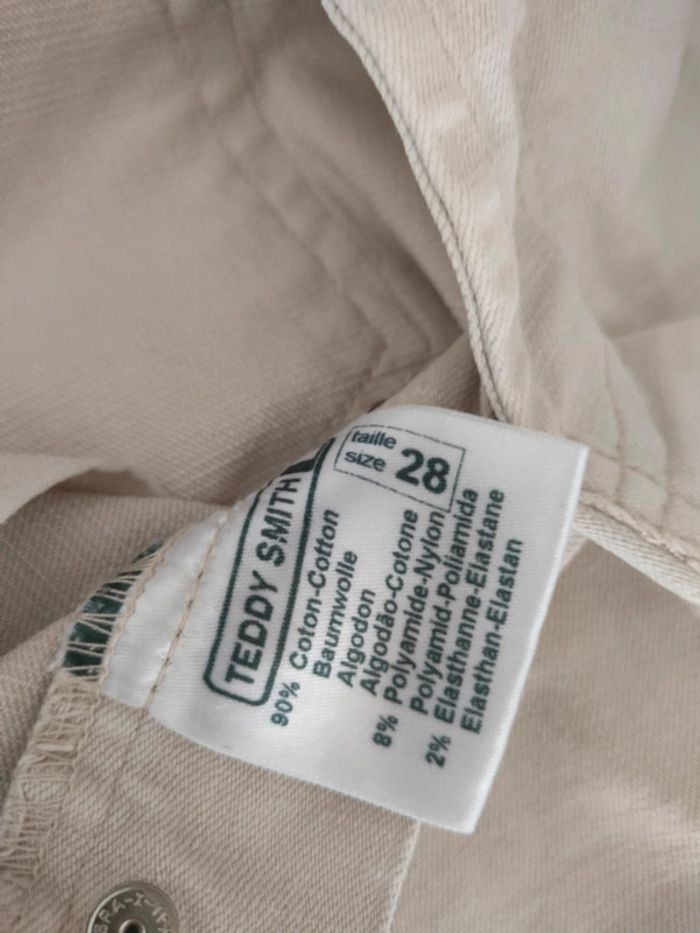 TEDDY SMITH
taille
size 28
90% Coton-Cotton
Baumwolle
Algodon
Algodão-Cotone
8% Polyamide-Nylon
Polyamid-Poliamida
2% Elasthanne-Elastane
Elasthan-Elastan